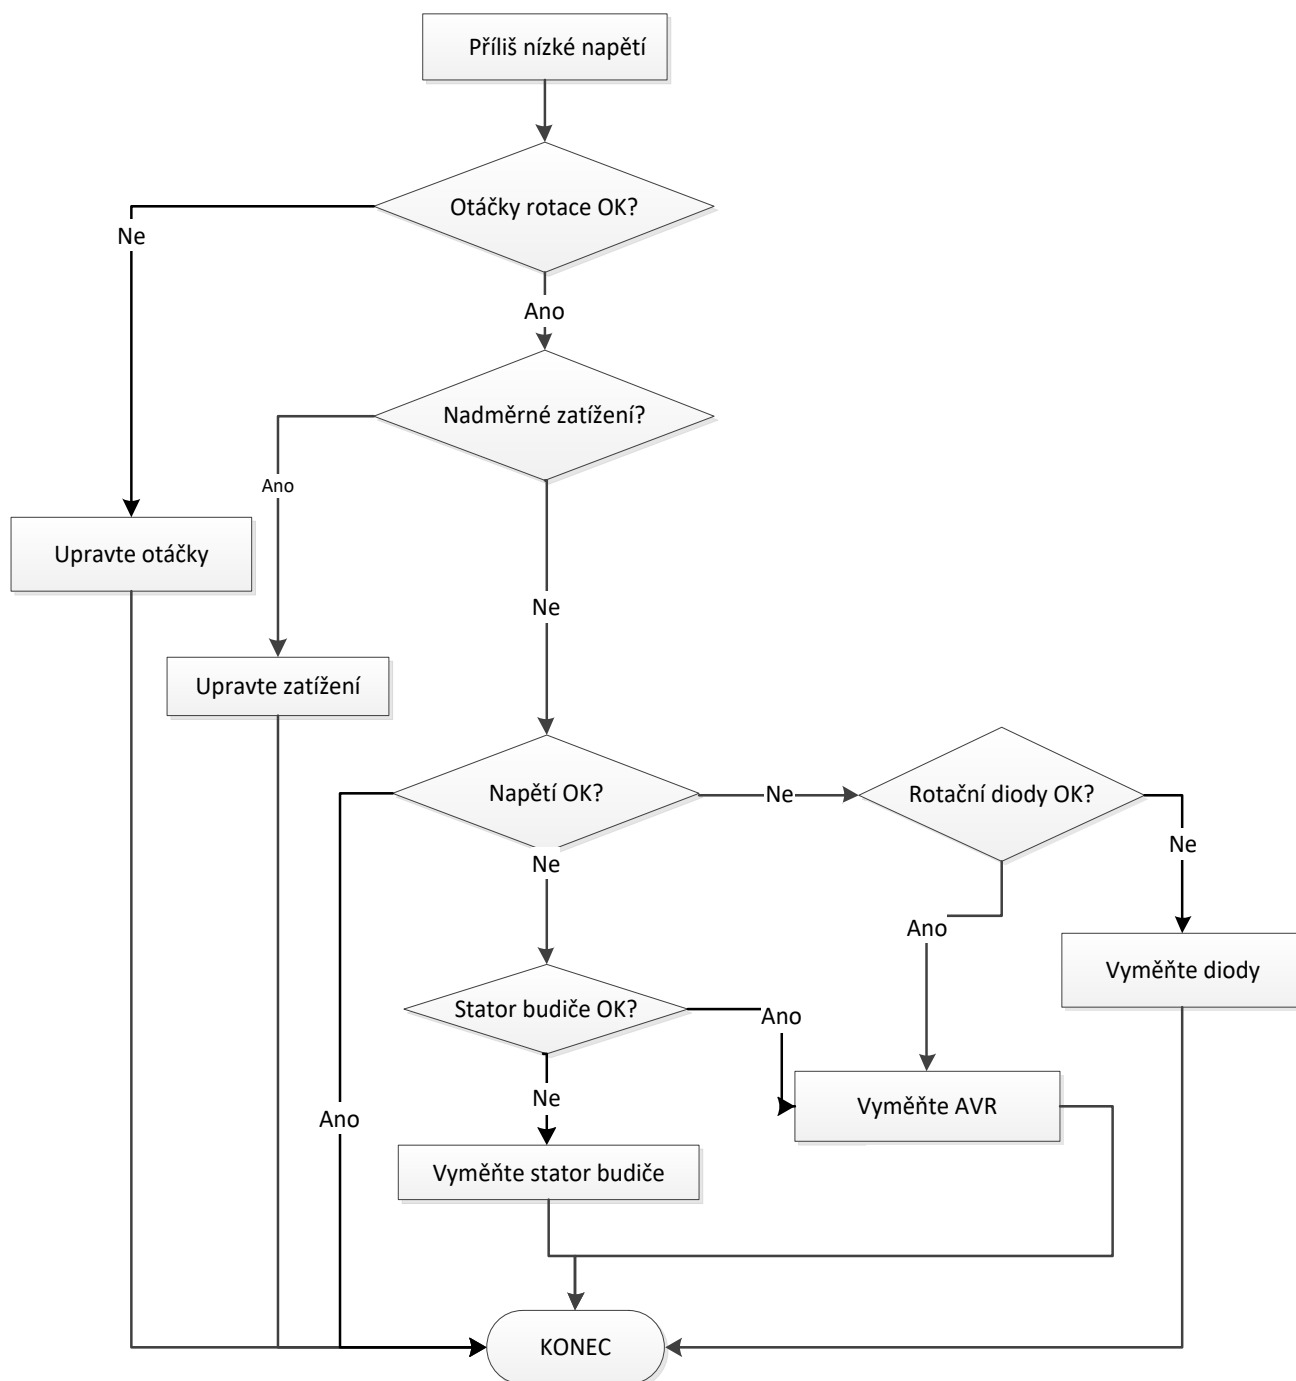 Příliš nízké napětí
Otáčky rotace OK?
Ne
Ano
Nadměrné zatížení?
Ano
Upravte otáčky
Ne
Upravte zatížení
Napětí OK?
Ne
Rotační diody OK?
Ne
Ne
Ano
Vyměňte diody
Stator budiče OK?
Ano
Ne
Vyměňte AVR
Ano
Vyměňte stator budiče
KONEC